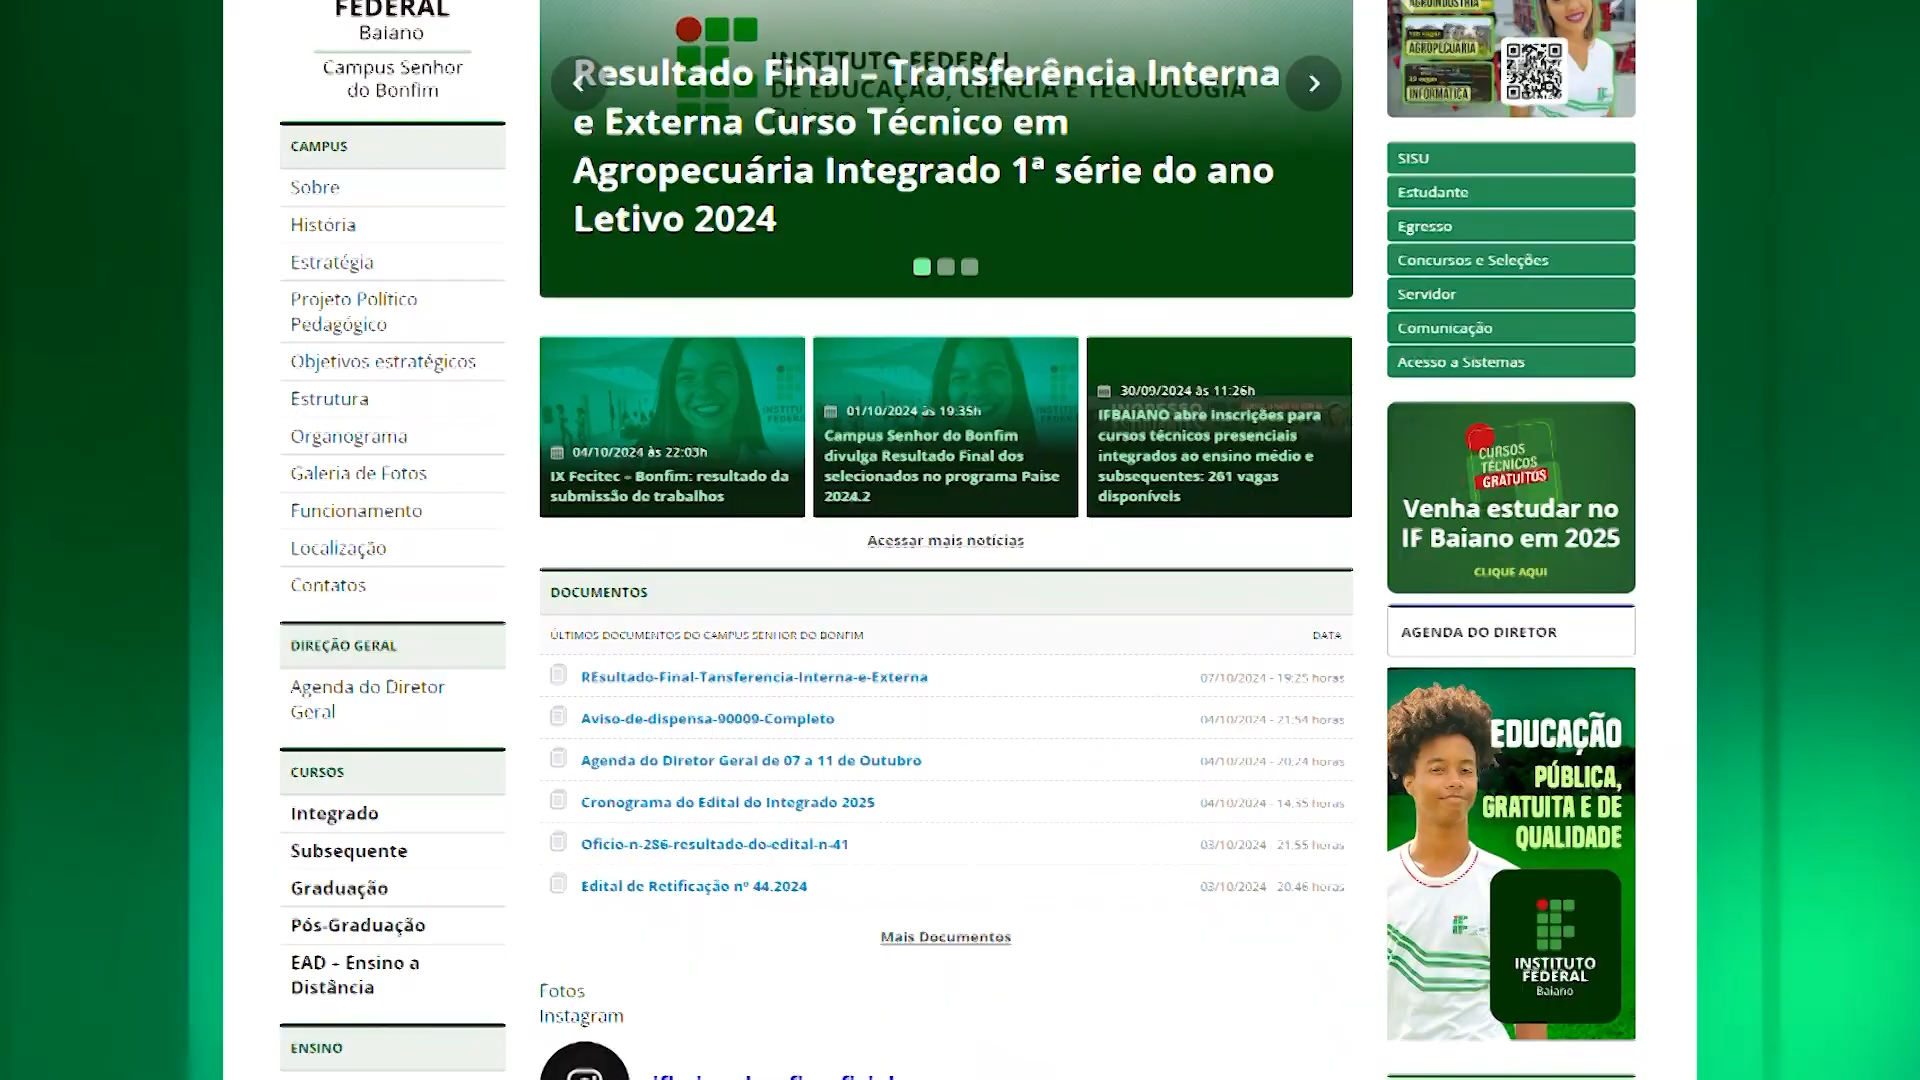 FEDERAL
Baiano
Campus Senhor
do Bonfim
CAMPUS
Sobre
História
Estratégia
Projeto Político
Pedagógico
Objetivos estratégicos
Estrutura
Organograma
Galeria de Fotos
Funcionamento
Localização
Contatos
DIREÇÃO GERAL
Agenda do Diretor
Geral
CURSOS
Integrado
Subsequente
Graduação
Pós-Graduação
EAD – Ensino a
Distância
ENSINO
INSTITUTO FEDERAL
DE EDUCAÇÃO, CIÊNCIA E TECNOLOGIA
Resultado Final – Transferência Interna
e Externa Curso Técnico em
Agropecuária Integrado 1ª série do ano
Letivo 2024
04/10/2024 às 22:03h
IX Fecitec – Bonfim: resultado da
submissão de trabalhos
01/10/2024 às 19:35h
Campus Senhor do Bonfim
divulga Resultado Final dos
selecionados no programa Paise
2024.2
30/09/2024 às 11:26h
IFBAIANO abre inscrições para
cursos técnicos presenciais
integrados ao ensino médio e
subsequentes: 261 vagas
disponíveis
Acessar mais notícias
DOCUMENTOS
ÚLTIMOS DOCUMENTOS DO CAMPUS SENHOR DO BONFIM DATA
REsultado-Final-Tansferencia-Interna-e-Externa 07/10/2024 - 19:25 horas
Aviso-de-dispensa-90009-Completo 04/10/2024 - 21:54 horas
Agenda do Diretor Geral de 07 a 11 de Outubro 04/10/2024 - 20:24 horas
Cronograma do Edital do Integrado 2025 04/10/2024 - 14:35 horas
Oficio-n-286-resultado-do-edital-n-41 03/10/2024 - 21:55 horas
Edital de Retificação nº 44.2024 03/10/2024 - 20:46 horas
Mais Documentos
Fotos
Instagram
AGROINDÚSTRIA
AGROPECUÁRIA
INFORMÁTICA
SISU
Estudante
Egresso
Concursos e Seleções
Servidor
Comunicação
Acesso a Sistemas
CURSOS
TÉCNICOS
GRATUITOS
Venha estudar no
IF Baiano em 2025
CLIQUE AQUI
AGENDA DO DIRETOR
EDUCAÇÃO
PÚBLICA,
GRATUITA E DE
QUALIDADE
INSTITUTO
FEDERAL
Baiano